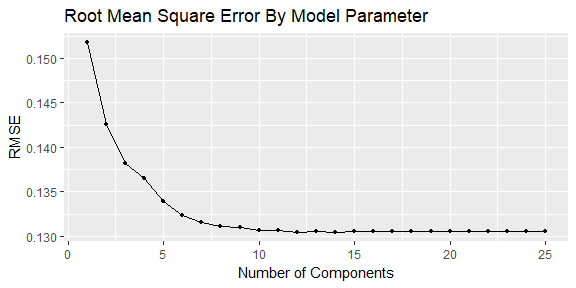 Root Mean Square Error By Model Parameter
RMSE
0.150
0.145
0.140
0.135
0.130
0 5 10 15 20 25
Number of Components